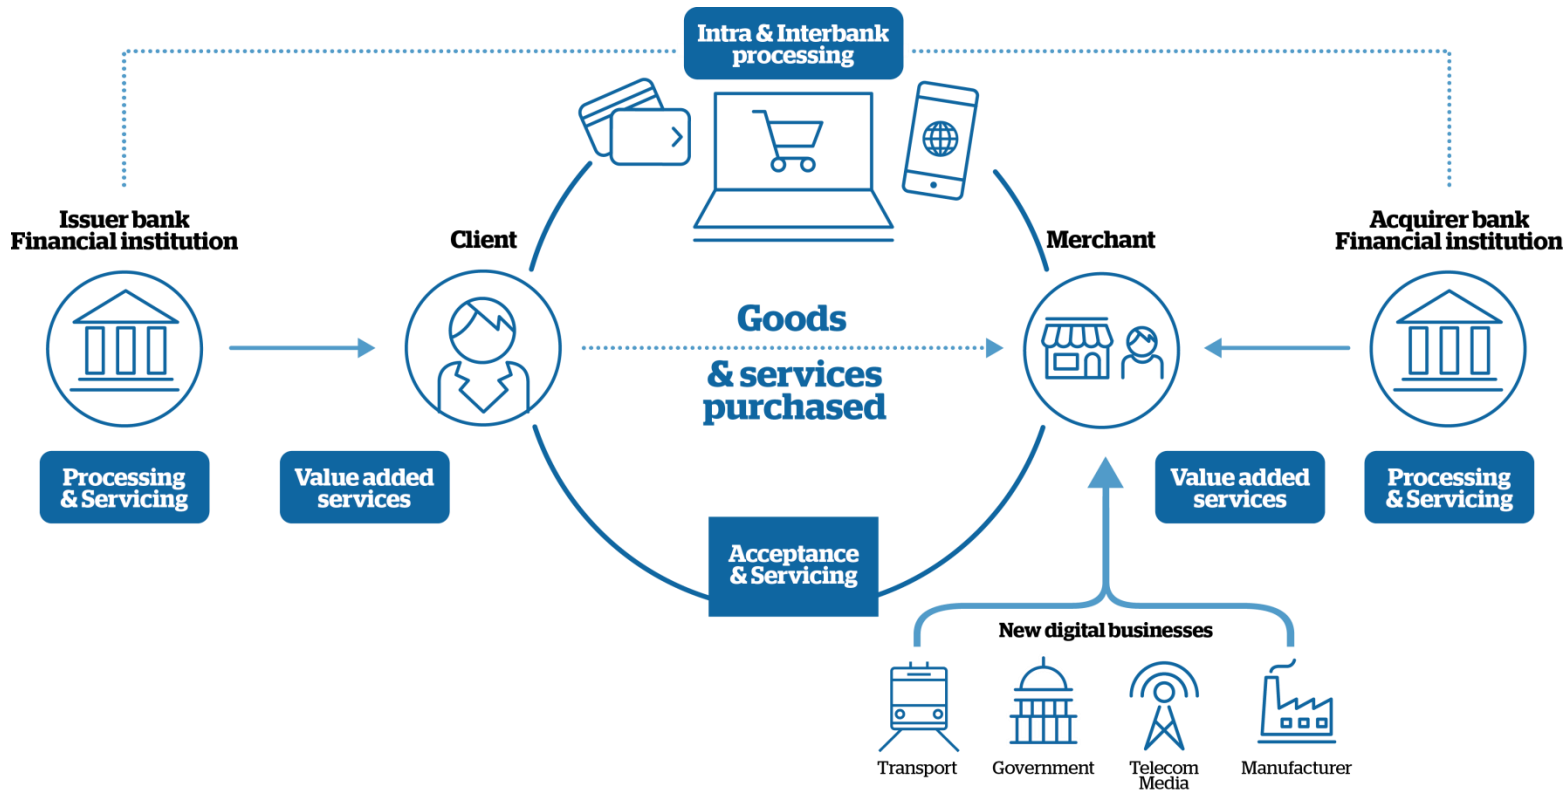 Intra & Interbank
processing
Issuer bank
Financial institution
Client
Merchant
Acquirer bank
Financial institution
Goods
& services
purchased
Processing
& Servicing
Value added
services
Value added
services
Processing
& Servicing
Acceptance
& Servicing
New digital businesses
Transport
Government
Telecom
Media
Manufacturer